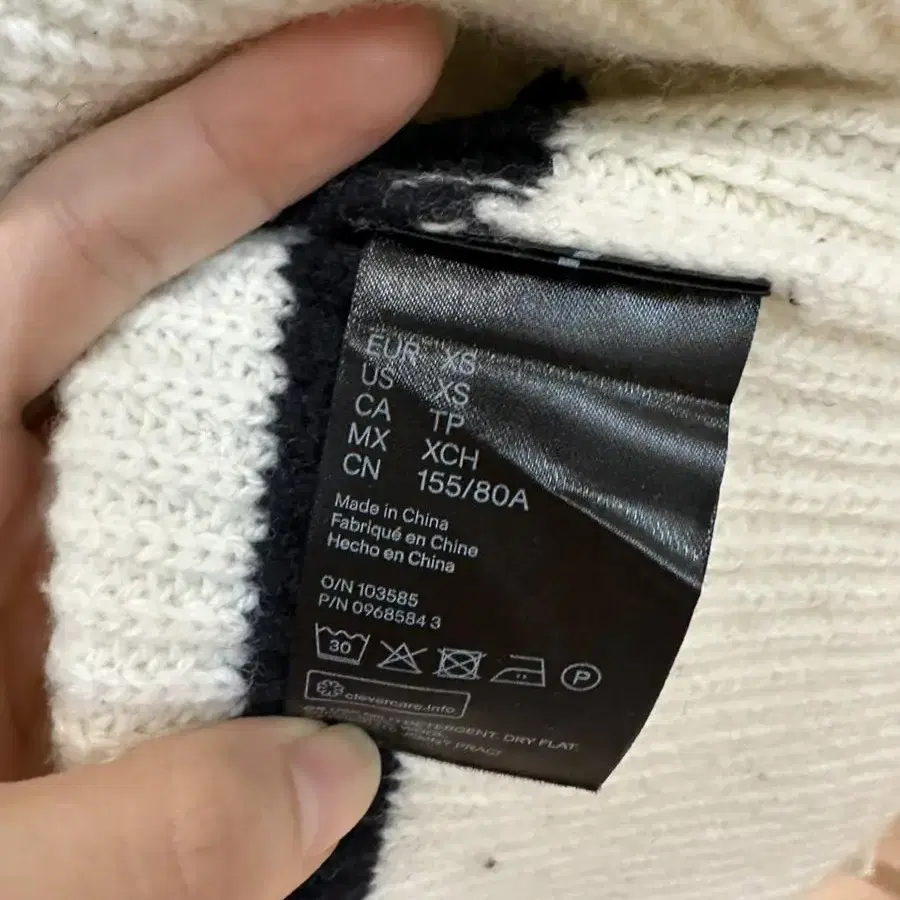 EUR XS
US XS
CA TP
MX XCH
CN 155/80A
Made in China
Fabriqué en Chine
Hecho en China
O/N 103585
P/N 0968584 3
30
P
clevercare.info
DETERGENT. DRY FLAT.
WOOL.